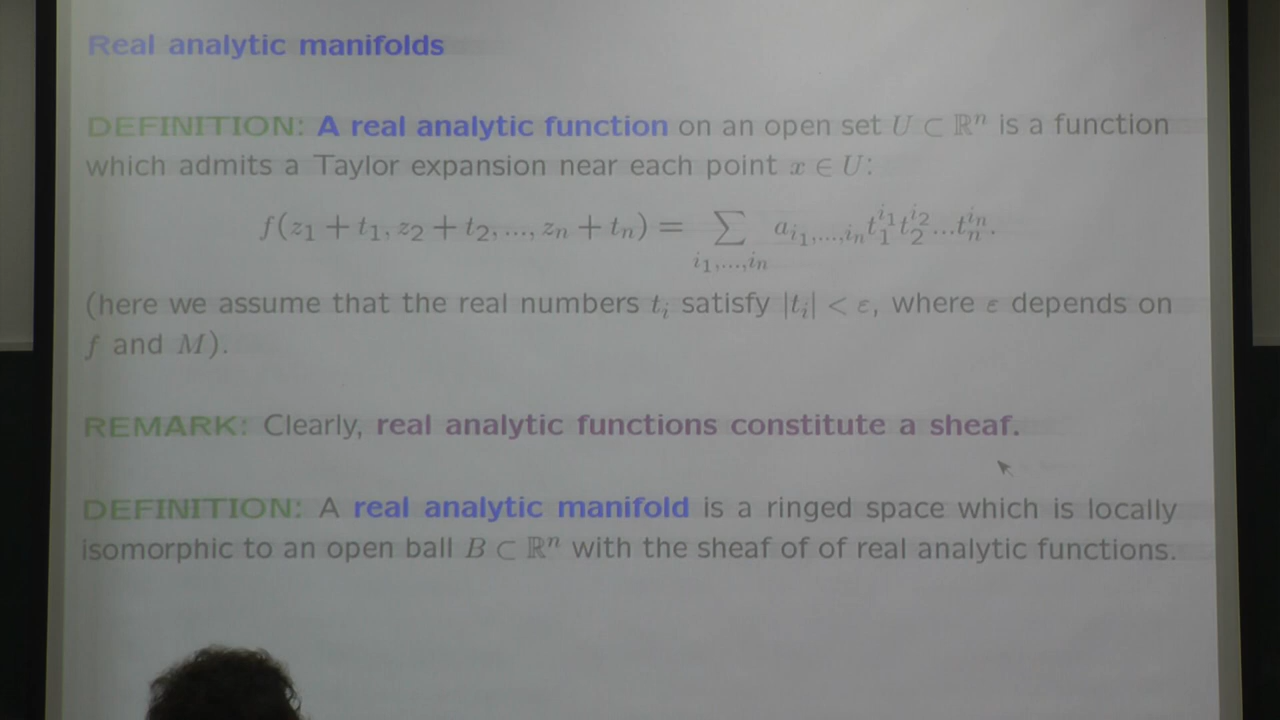 Real analytic manifolds
DEFINITION: A real analytic function on an open set U ⊂ ℝⁿ is a function
which admits a Taylor expansion near each point x ∈ U:
f(z₁ + t₁, z₂ + t₂, ..., zₙ + tₙ) = ∑_{i₁,...,iₙ} a_{i₁,...,iₙ} t₁^{i₁} t₂^{i₂} ... tₙ^{iₙ}.
(here we assume that the real numbers tᵢ satisfy |tᵢ| < ε, where ε depends on
f and M).
REMARK: Clearly, real analytic functions constitute a sheaf.
DEFINITION: A real analytic manifold is a ringed space which is locally
isomorphic to an open ball B ⊂ ℝⁿ with the sheaf of of real analytic functions.